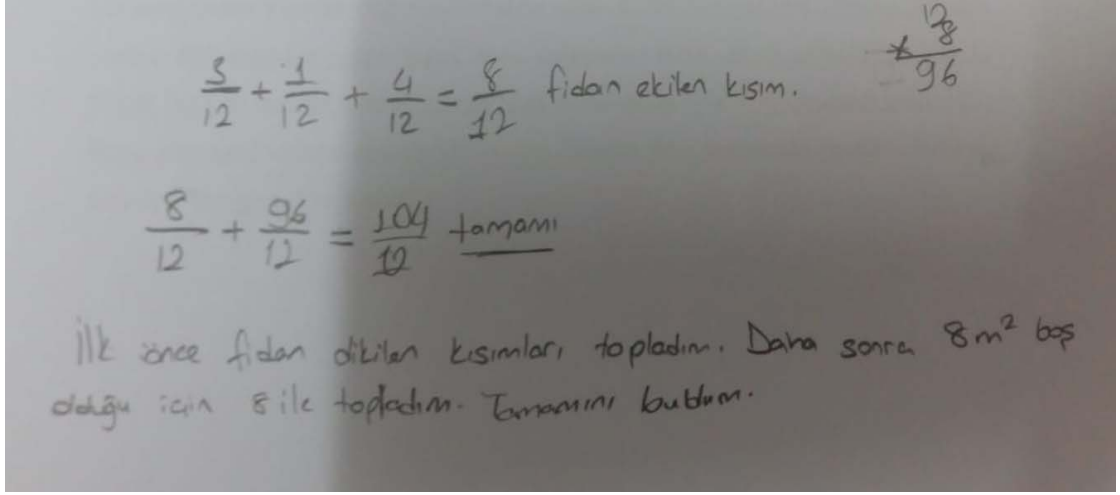 12
× 8
96
3/12 + 1/12 + 4/12 = 8/12 fidan ekilen kısım.
8/12 + 96/12 = 104/12 tamamı
İlk önce fidan dikilen kısımları topladım. Daha sonra 8m² boş
olduğu için 8 ile topladım. Tamamını buldum.